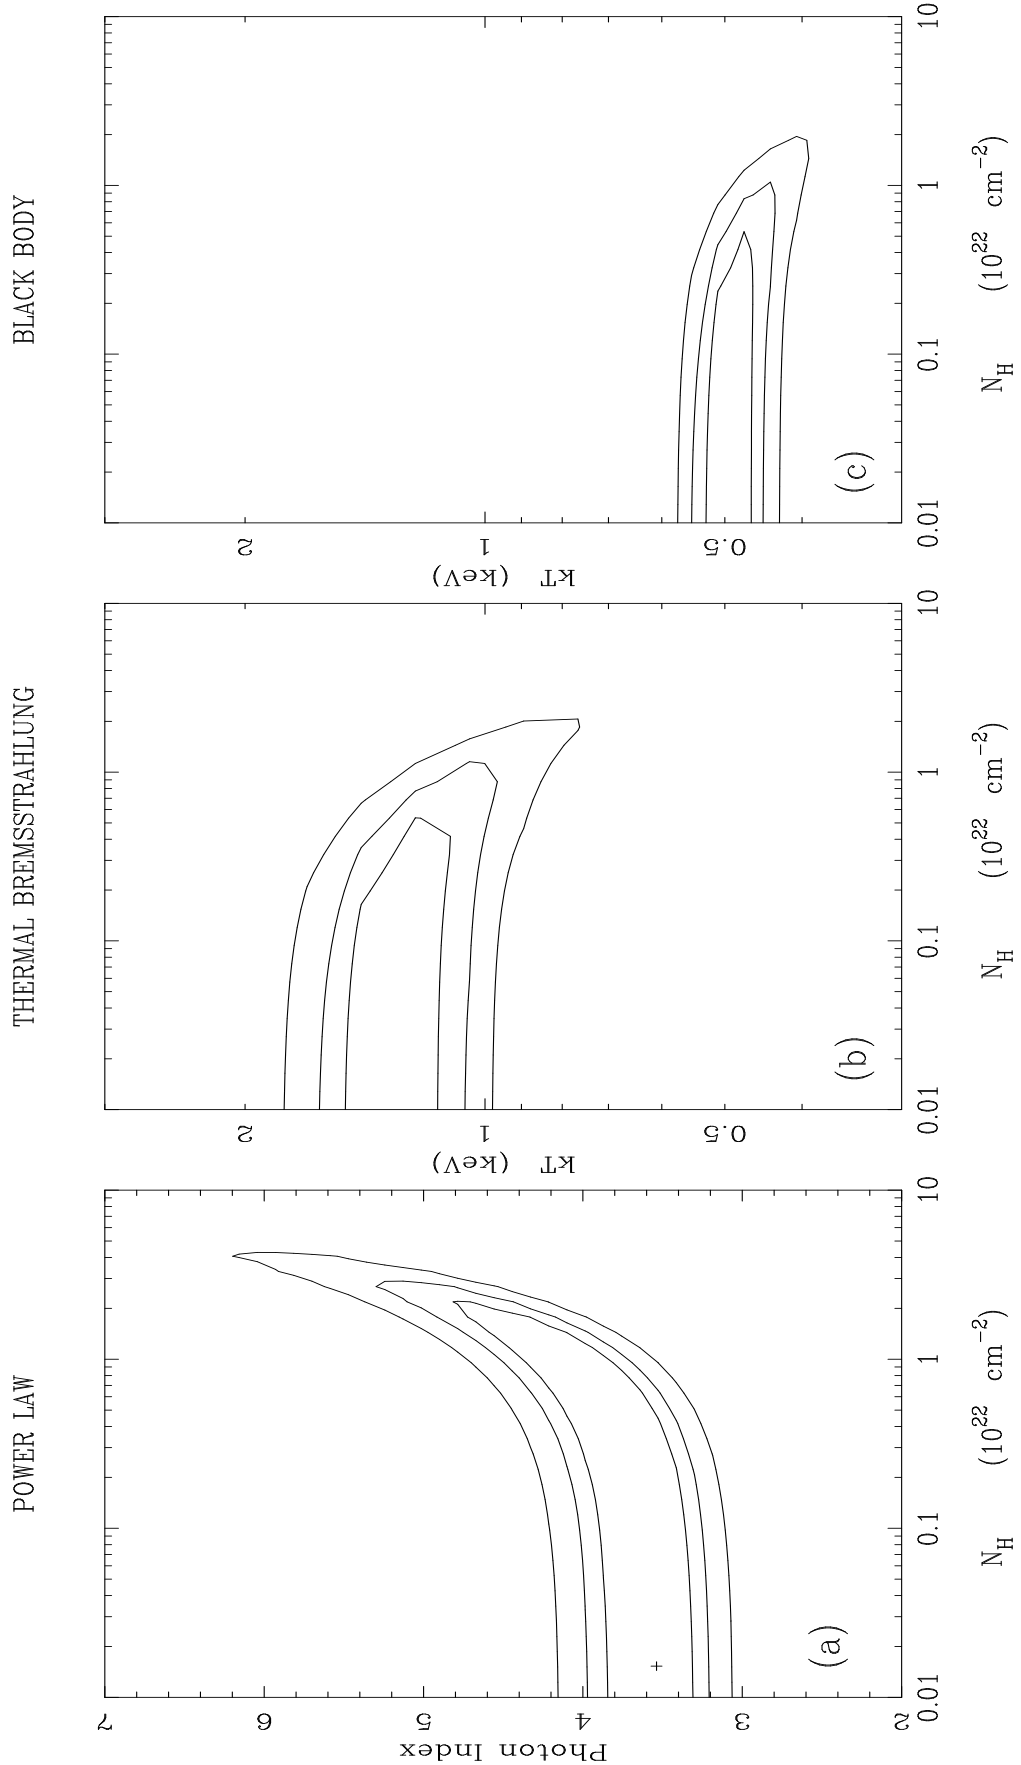 POWER LAW
Photon Index
7
6
5
4
3
2
0.01
0.1
1
10
N_H (10^22 cm^-2)
(a)
THERMAL BREMSSTRAHLUNG
kT (keV)
2
1
0.5
0.01
0.1
1
10
N_H (10^22 cm^-2)
(b)
BLACK BODY
kT (keV)
2
1
0.5
0.01
0.1
1
10
N_H (10^22 cm^-2)
(c)